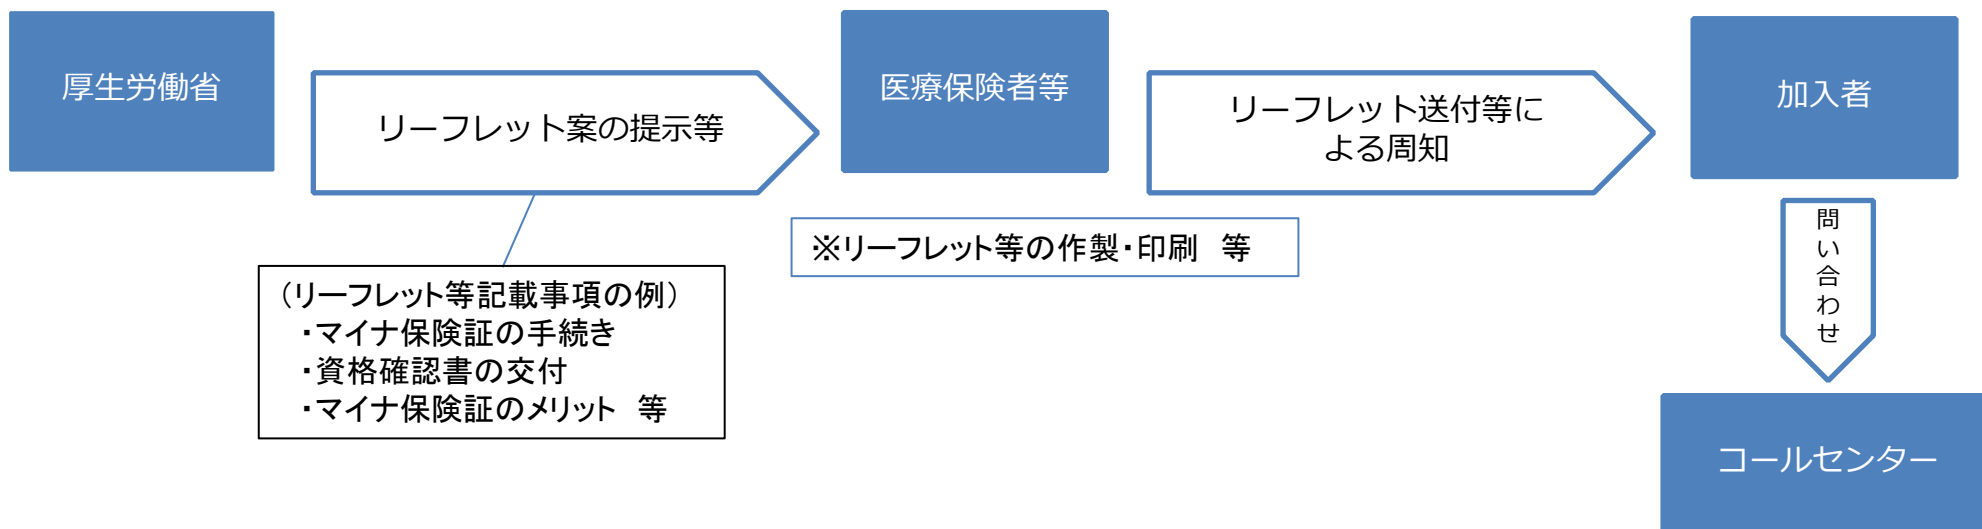 厚生労働省
リーフレット案の提示等
医療保険者等
リーフレット送付等に
よる周知
加入者
※リーフレット等の作製・印刷　等
（リーフレット等記載事項の例）
・マイナ保険証の手続き
・資格確認書の交付
・マイナ保険証のメリット　等
問い合わせ
コールセンター